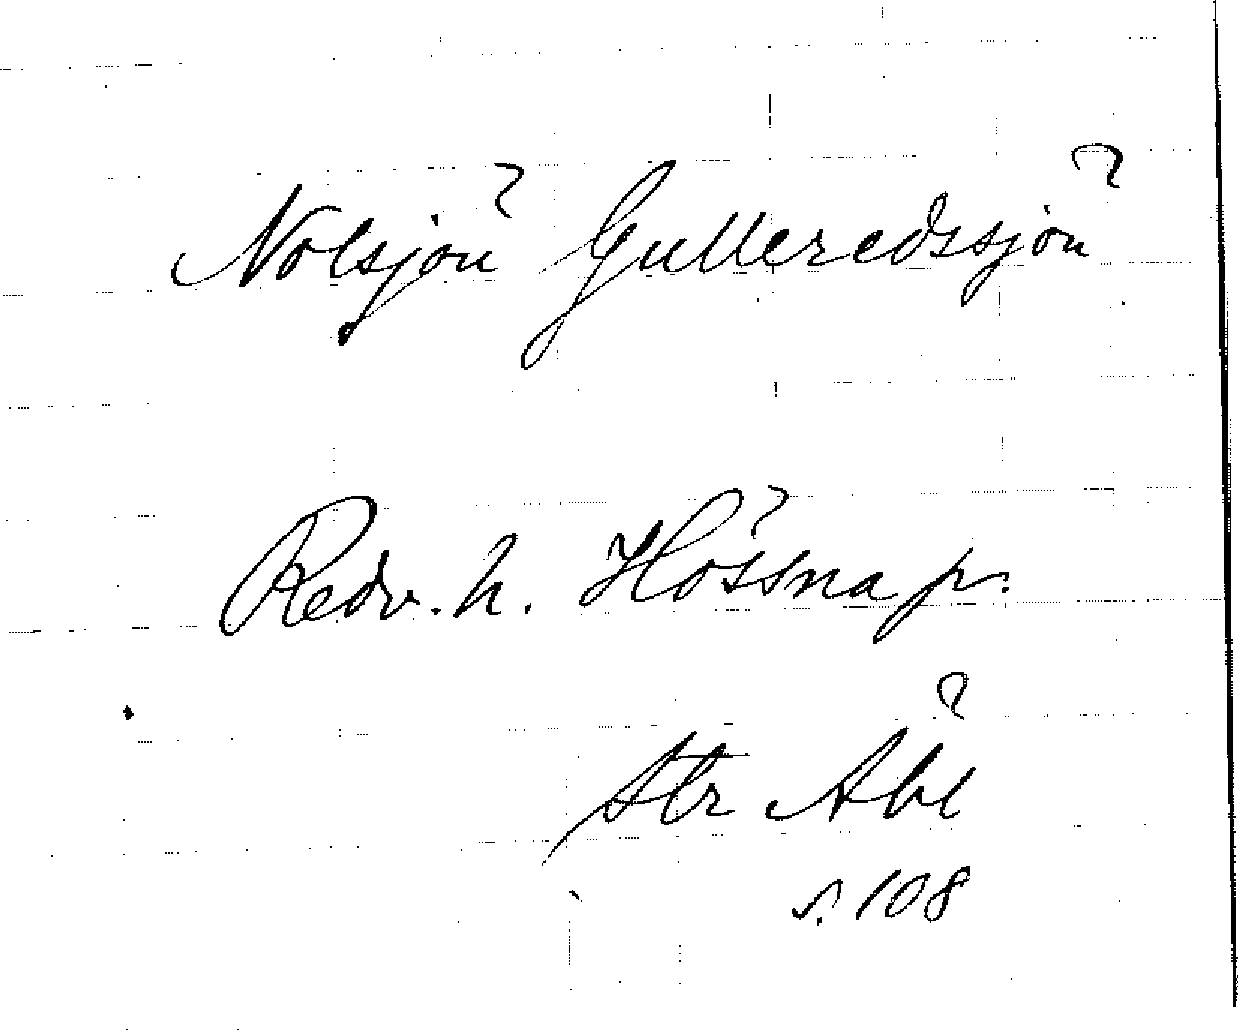 Nolsjön Gulleredssjön
Redv. h. Hössna p:
Str Åbl
s. 108